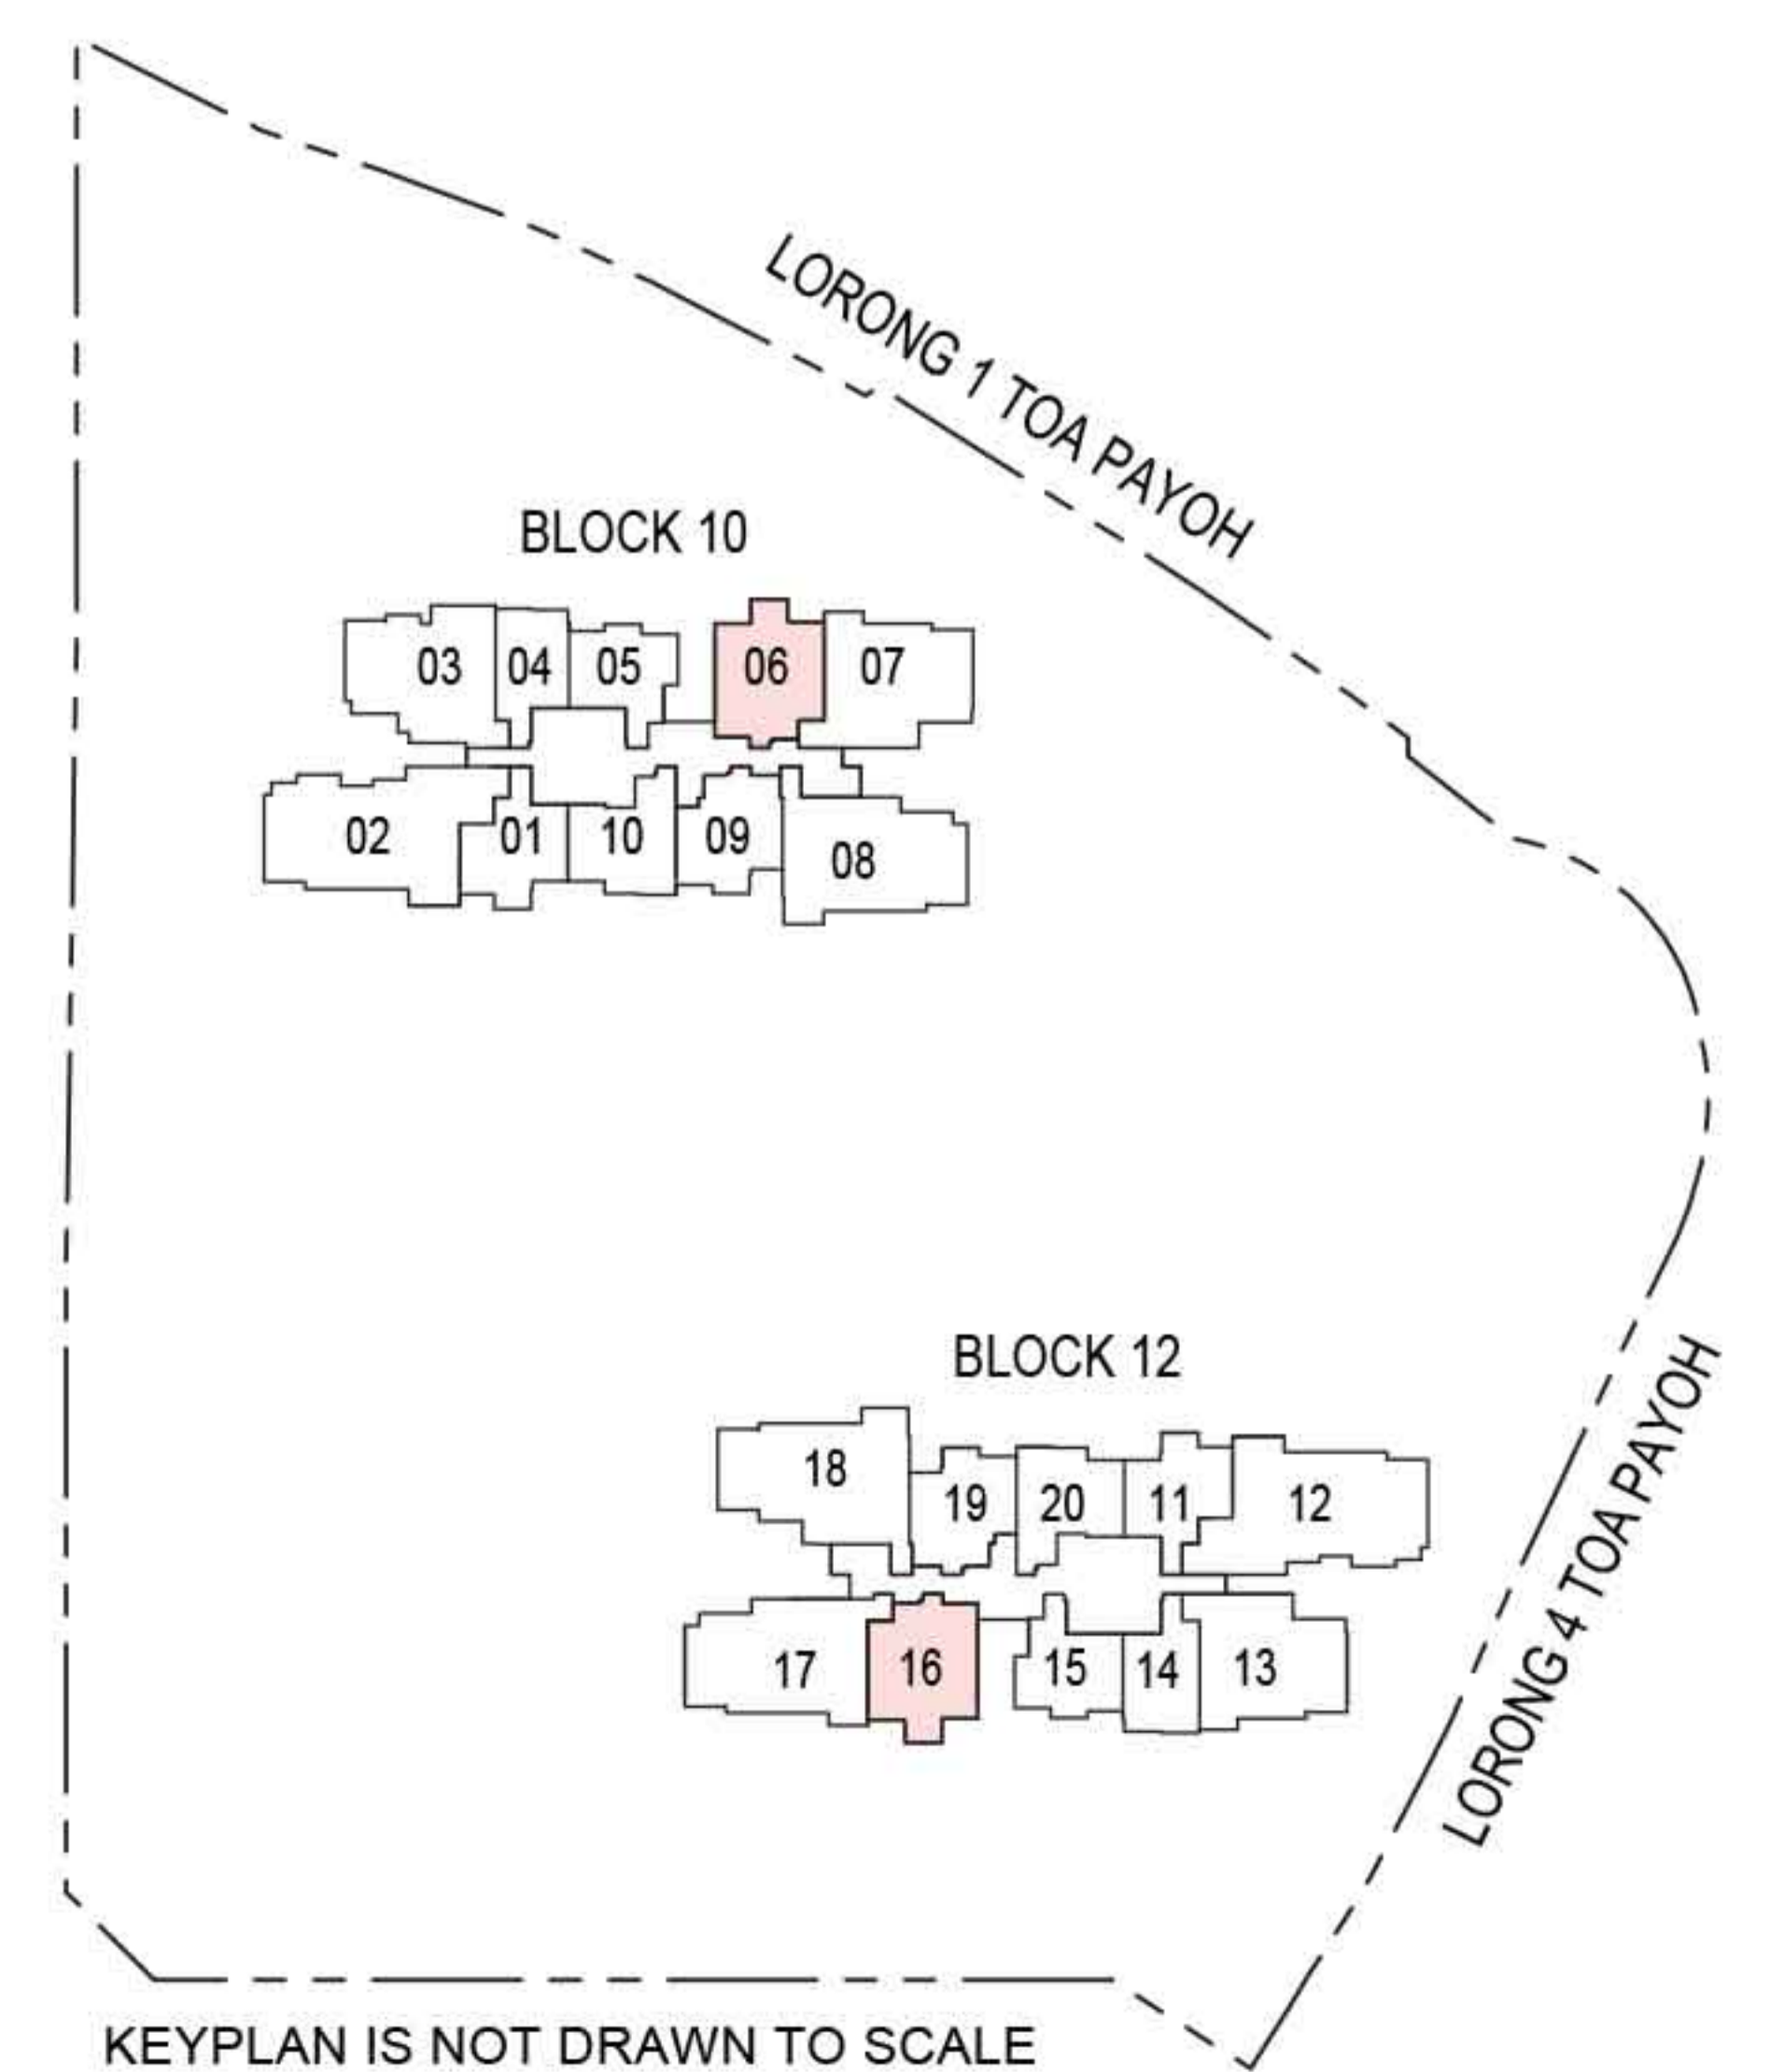 LORONG 1 TOA PAYOH
BLOCK 10
03 04 05 06 07
02 01 10 09 08
BLOCK 12
18 19 20 11 12
17 16 15 14 13
LORONG 4 TOA PAYOH
KEYPLAN IS NOT DRAWN TO SCALE